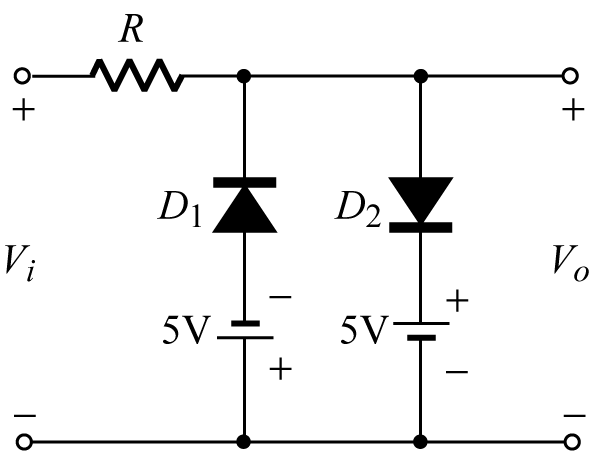 R
+ +
D1 D2
Vi Vo
− +
5V 5V
+ −
− −